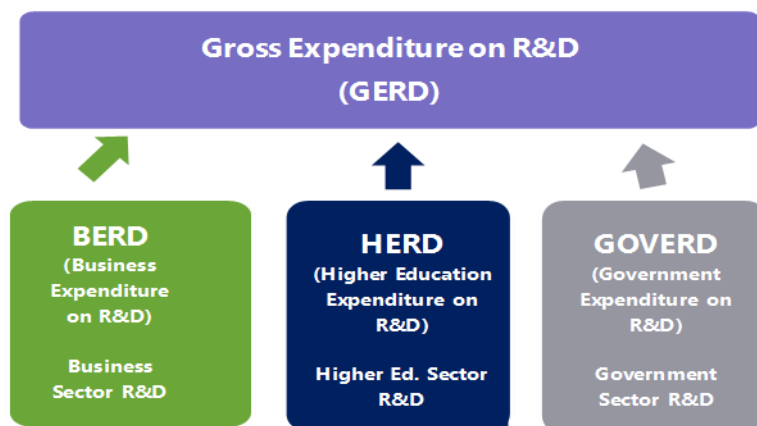 Gross Expenditure on R&D
(GERD)
BERD
(Business
Expenditure
on R&D)
Business
Sector R&D
HERD
(Higher Education
Expenditure on
R&D)
Higher Ed. Sector
R&D
GOVERD
(Government
Expenditure on
R&D)
Government
Sector R&D